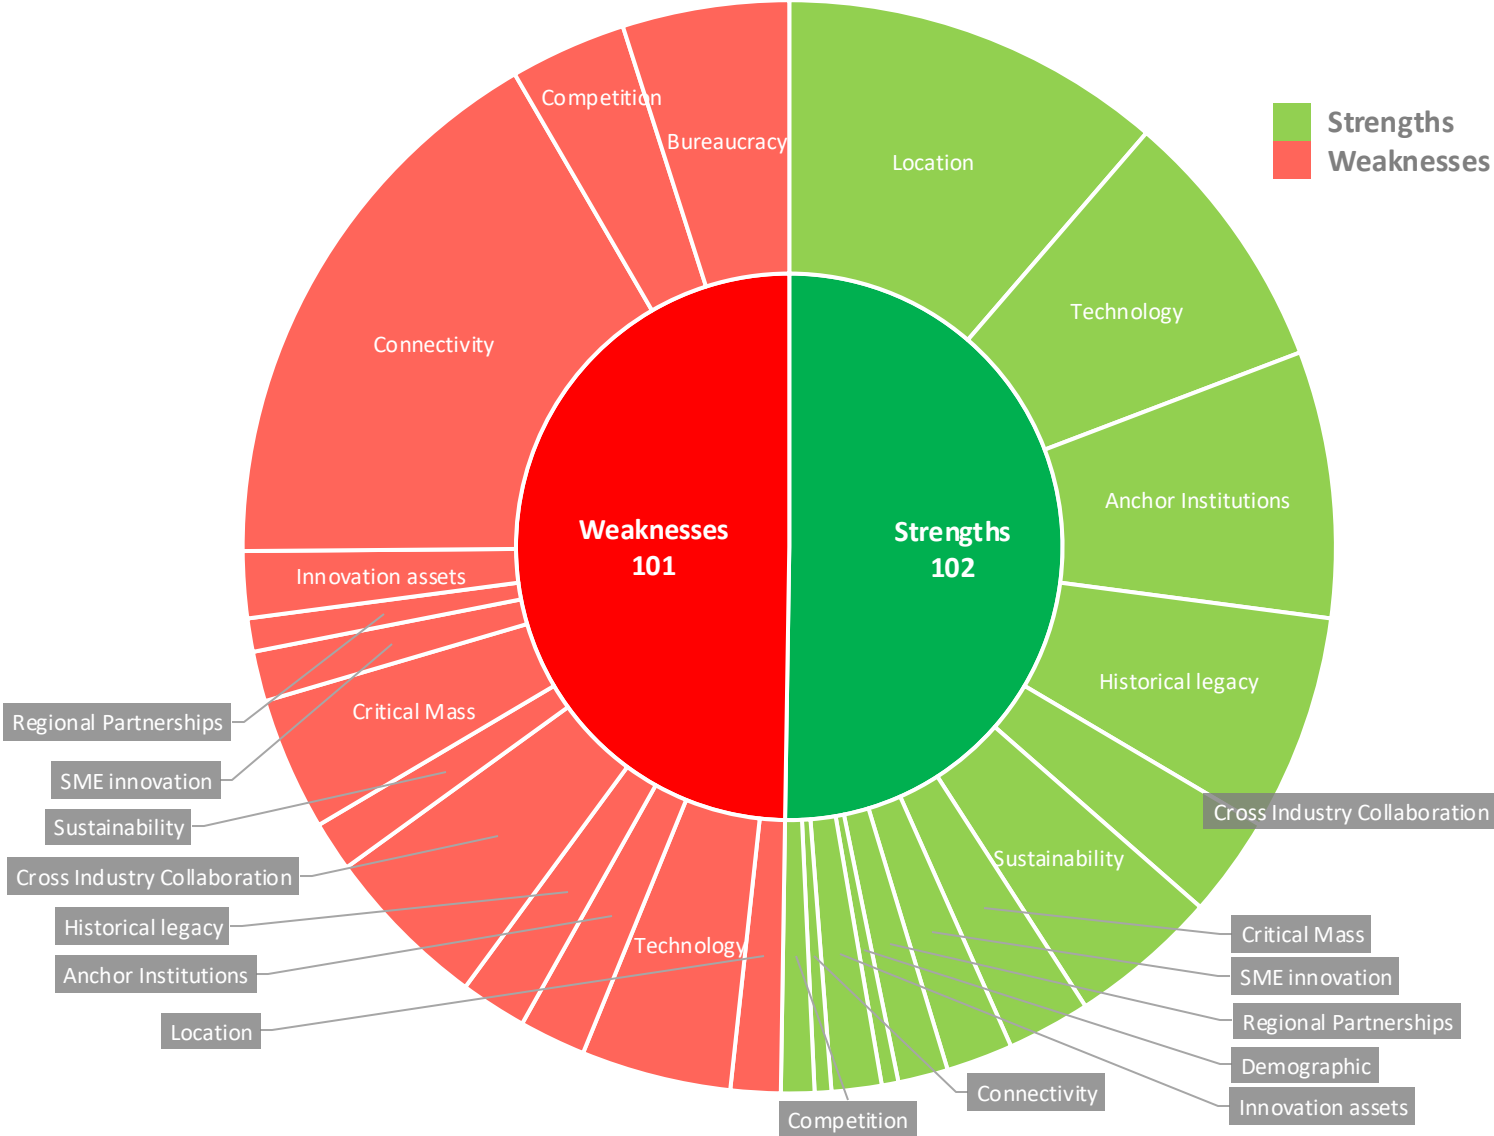 Competition
Bureaucracy
Location
Strengths
Weaknesses
Technology
Connectivity
Anchor Institutions
Weaknesses
101
Strengths
102
Innovation assets
Historical legacy
Critical Mass
Regional Partnerships
SME innovation
Sustainability
Cross Industry Collaboration
Cross Industry Collaboration
Sustainability
Historical legacy
Critical Mass
Technology
Anchor Institutions
SME innovation
Location
Regional Partnerships
Demographic
Connectivity
Innovation assets
Competition